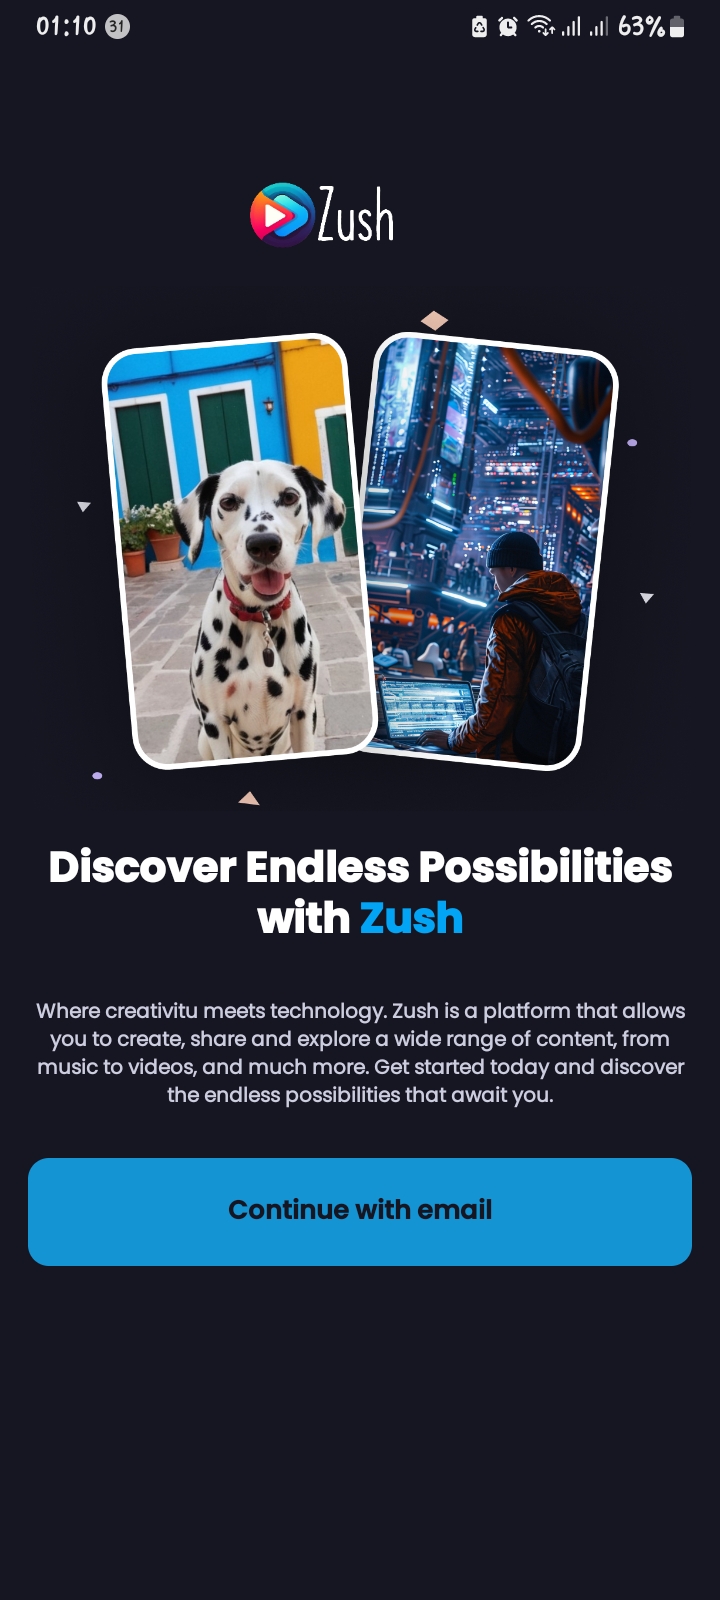 01:10 31 63%
Zush
Discover Endless Possibilities
with Zush
Where creativitu meets technology. Zush is a platform that allows
you to create, share and explore a wide range of content, from
music to videos, and much more. Get started today and discover
the endless possibilities that await you.
Continue with email